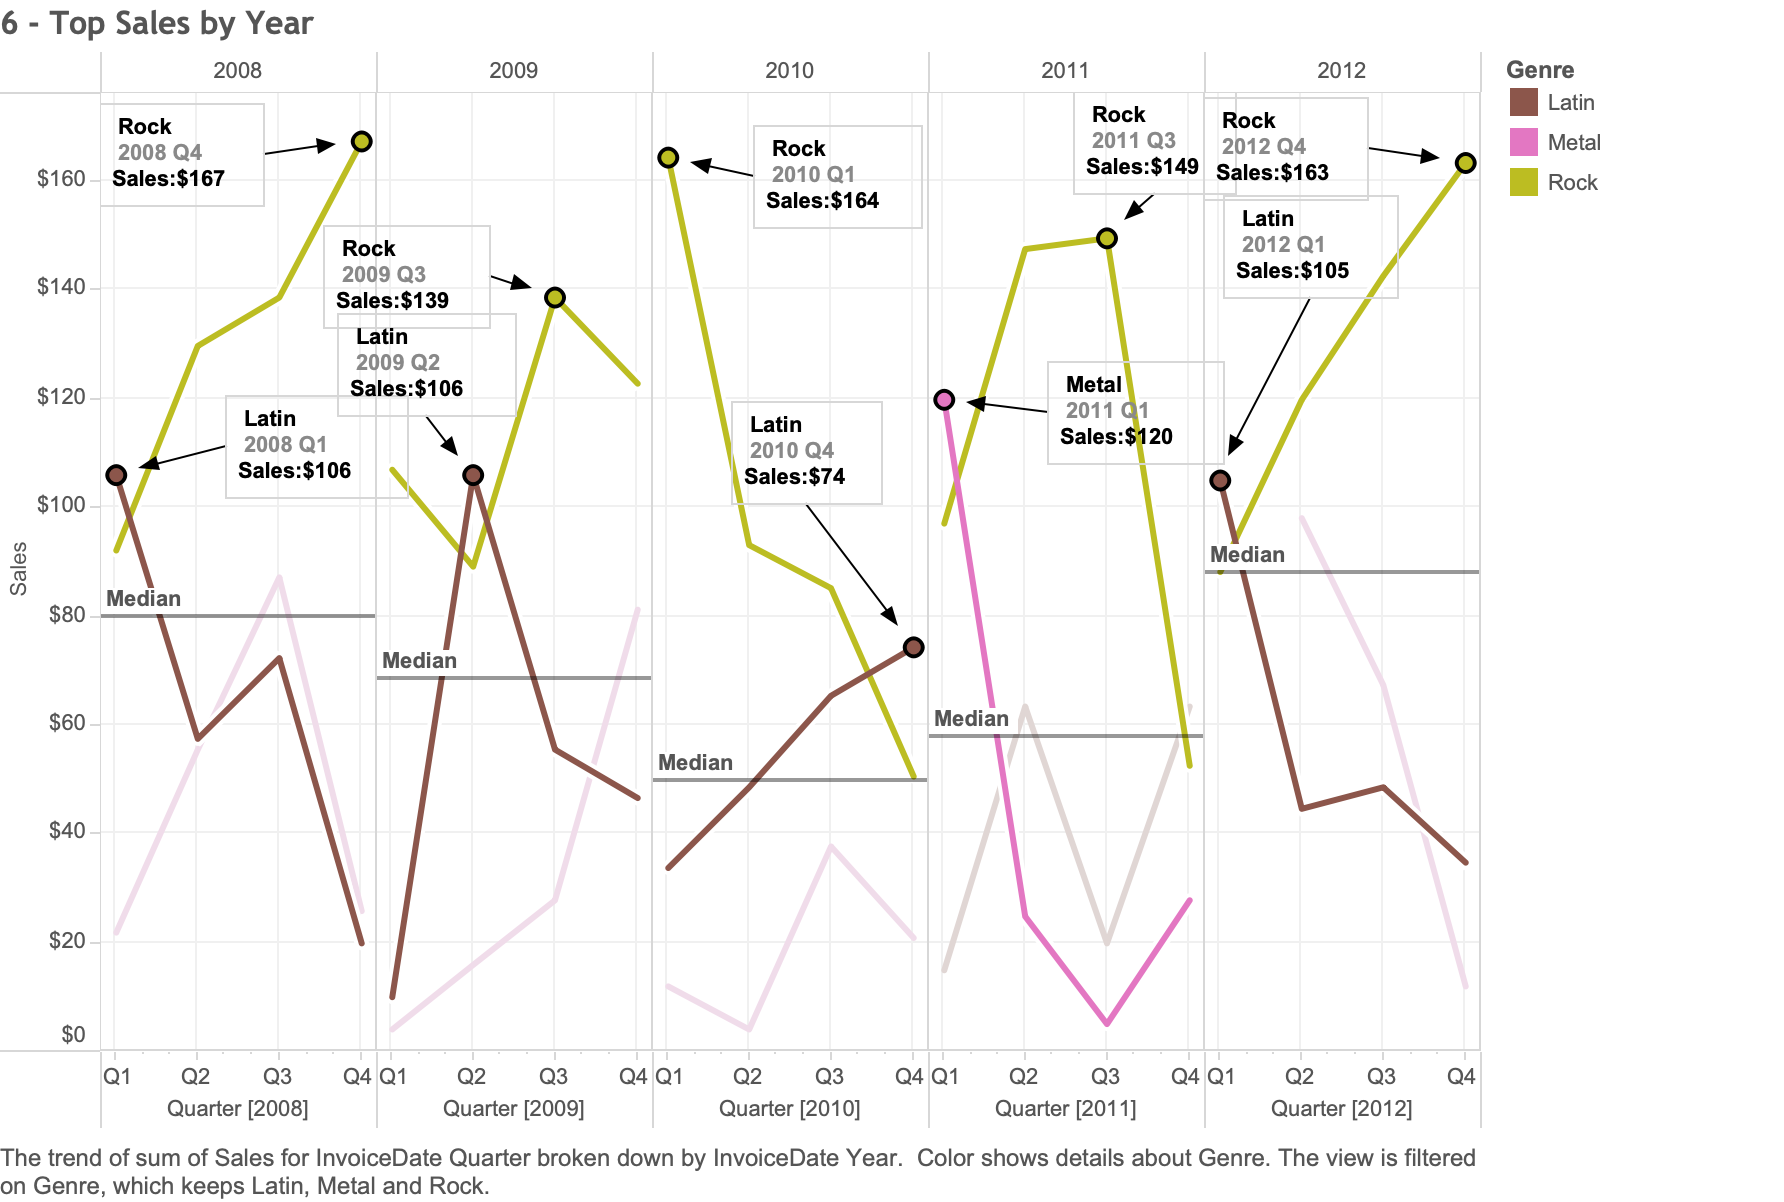 6 - Top Sales by Year
2008
2009
2010
2011
2012
Genre
Latin
Metal
Rock
Rock
2008 Q4
Sales:$167
Latin
2008 Q1
Sales:$106
Rock
2009 Q3
Sales:$139
Latin
2009 Q2
Sales:$106
Rock
2010 Q1
Sales:$164
Latin
2010 Q4
Sales:$74
Rock
2011 Q3
Sales:$149
Metal
2011 Q1
Sales:$120
Rock
2012 Q4
Sales:$163
Latin
2012 Q1
Sales:$105
Median
Median
Median
Median
Median
Sales
$160
$140
$120
$100
$80
$60
$40
$20
$0
Q1 Q2 Q3 Q4 Q1 Q2 Q3 Q4 Q1 Q2 Q3 Q4 Q1 Q2 Q3 Q4 Q1 Q2 Q3 Q4
Quarter [2008] Quarter [2009] Quarter [2010] Quarter [2011] Quarter [2012]
The trend of sum of Sales for InvoiceDate Quarter broken down by InvoiceDate Year.  Color shows details about Genre. The view is filtered
on Genre, which keeps Latin, Metal and Rock.